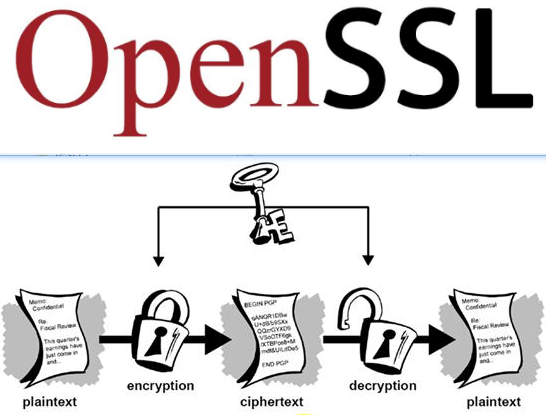 OpenSSL
Memo:
Confidential
Re:
Fiscal Review
This quarter's
earnings have
just come in
and...
BEGIN PGP
END PGP
Memo:
Confidential
Re:
Fiscal Review
This quarter's
earnings have
just come in
and...
encryption
decryption
plaintext
ciphertext
plaintext